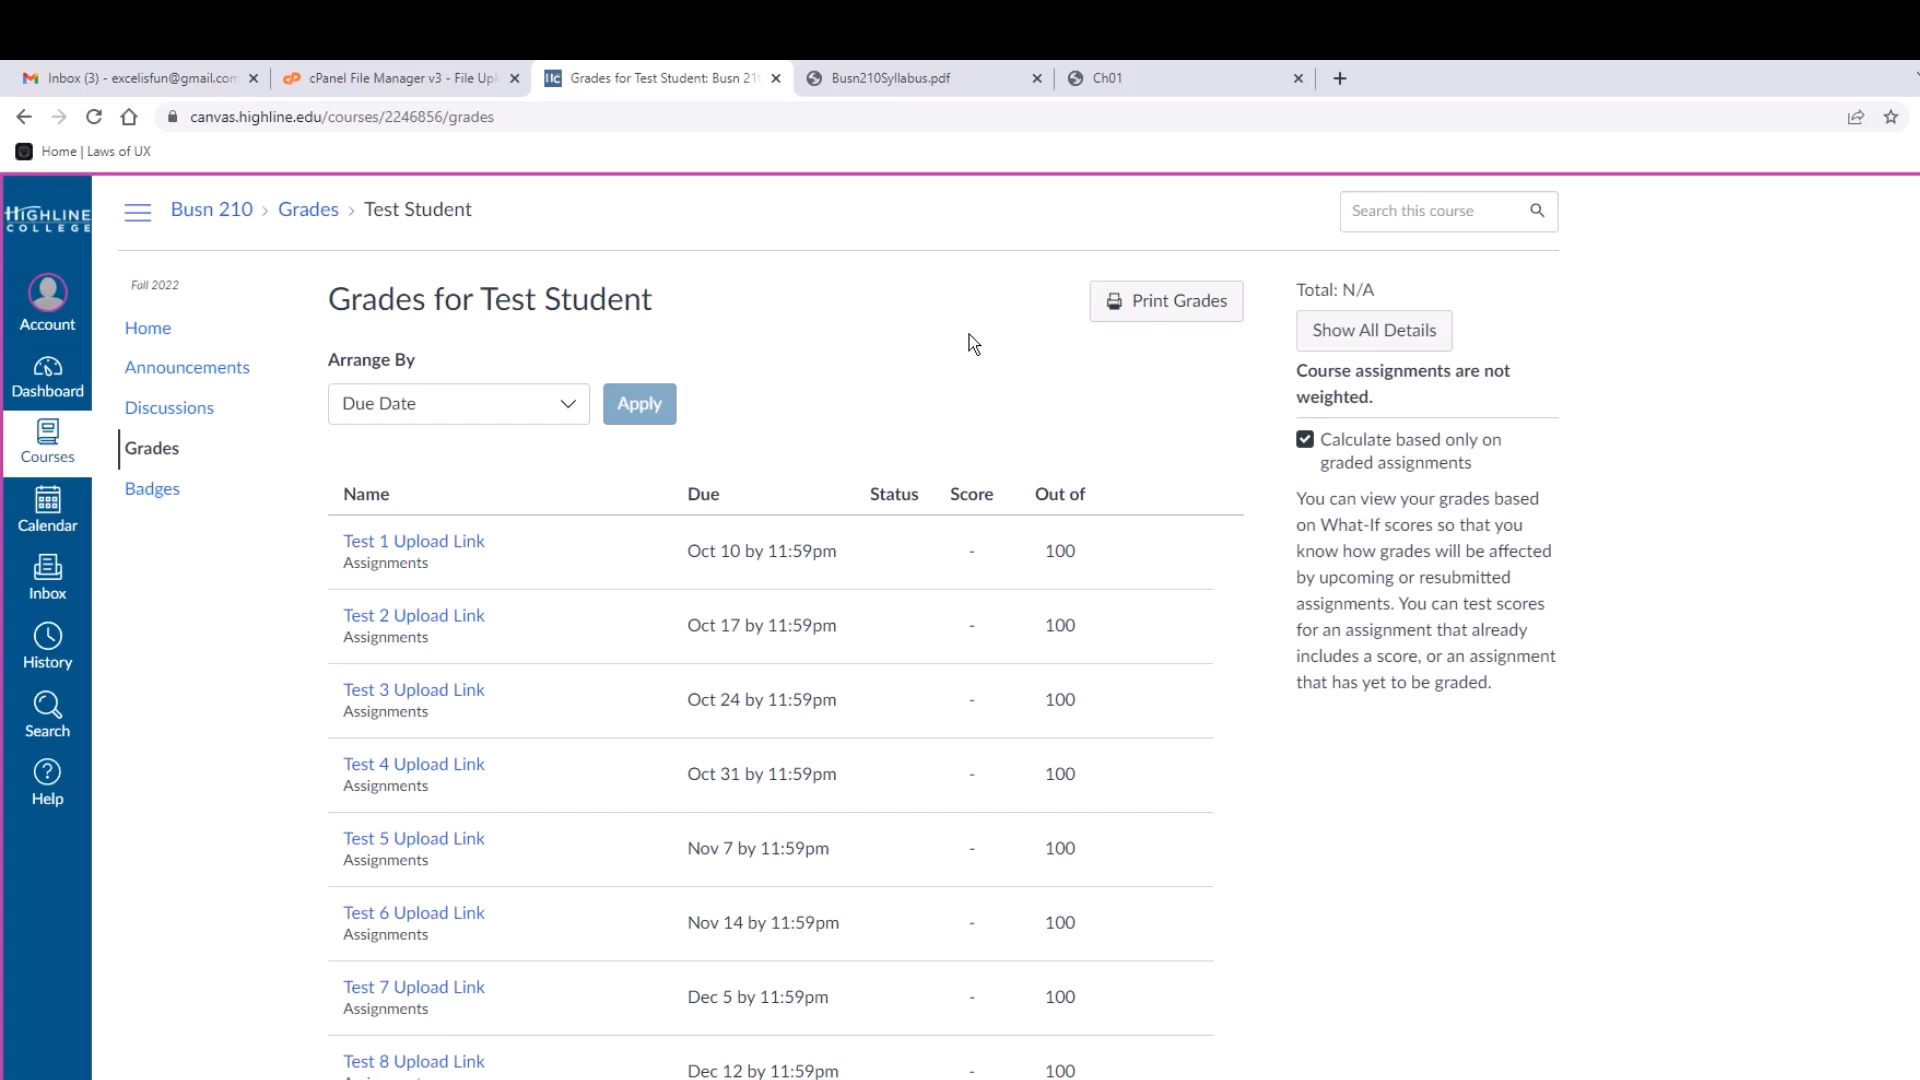 Inbox (3) - excelisfun@gmail.com
cPanel File Manager v3 - File Upl
Grades for Test Student: Busn 210
Busn210Syllabus.pdf
Ch01
canvas.highline.edu/courses/2246856/grades
Home | Laws of UX
HIGHLINE
COLLEGE
Account
Dashboard
Courses
Calendar
Inbox
History
Search
Help
Busn 210 › Grades › Test Student
Search this course
Fall 2022
Home
Announcements
Discussions
Grades
Badges
Grades for Test Student
Print Grades
Arrange By
Due Date
Apply
Name Due Status Score Out of
Test 1 Upload Link
Assignments
Oct 10 by 11:59pm - 100
Test 2 Upload Link
Assignments
Oct 17 by 11:59pm - 100
Test 3 Upload Link
Assignments
Oct 24 by 11:59pm - 100
Test 4 Upload Link
Assignments
Oct 31 by 11:59pm - 100
Test 5 Upload Link
Assignments
Nov 7 by 11:59pm - 100
Test 6 Upload Link
Assignments
Nov 14 by 11:59pm - 100
Test 7 Upload Link
Assignments
Dec 5 by 11:59pm - 100
Test 8 Upload Link
Dec 12 by 11:59pm - 100
Total: N/A
Show All Details
Course assignments are not
weighted.
Calculate based only on
graded assignments
You can view your grades based
on What-If scores so that you
know how grades will be affected
by upcoming or resubmitted
assignments. You can test scores
for an assignment that already
includes a score, or an assignment
that has yet to be graded.